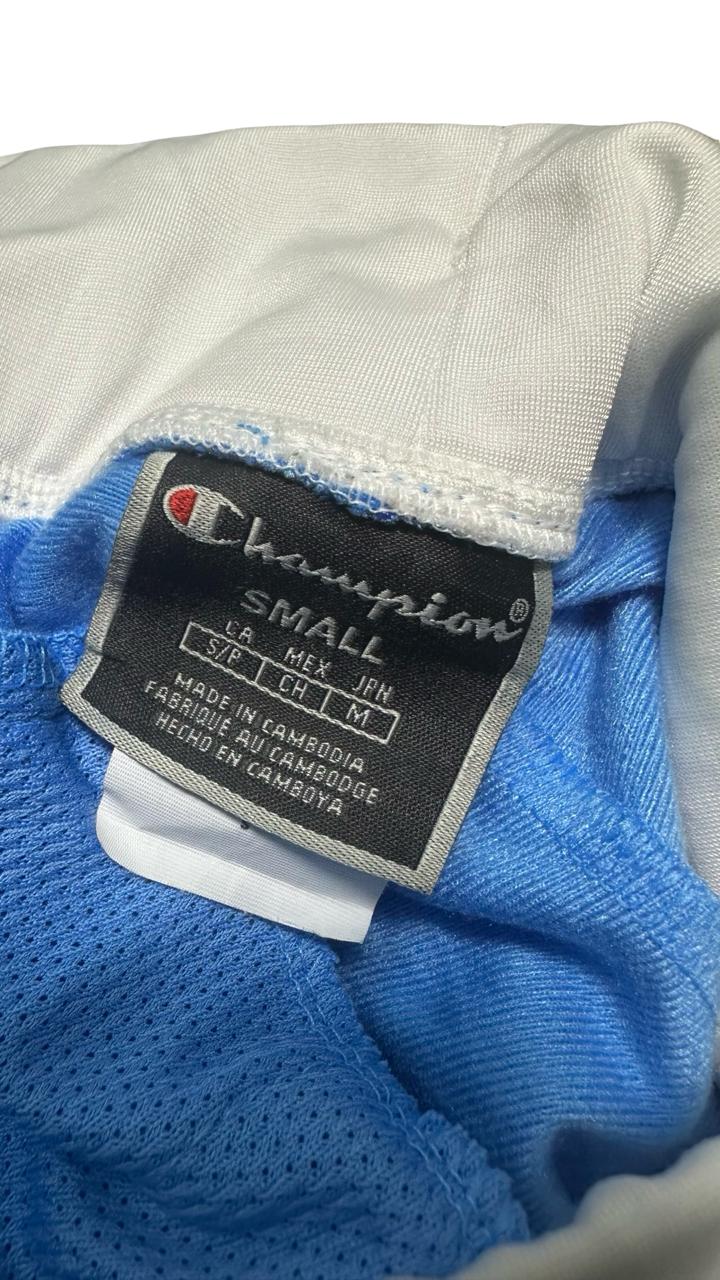 Champion®
SMALL
CA MEX JPN
S/P CH M
MADE IN CAMBODIA
FABRIQUÉ AU CAMBODGE
HECHO EN CAMBOYA